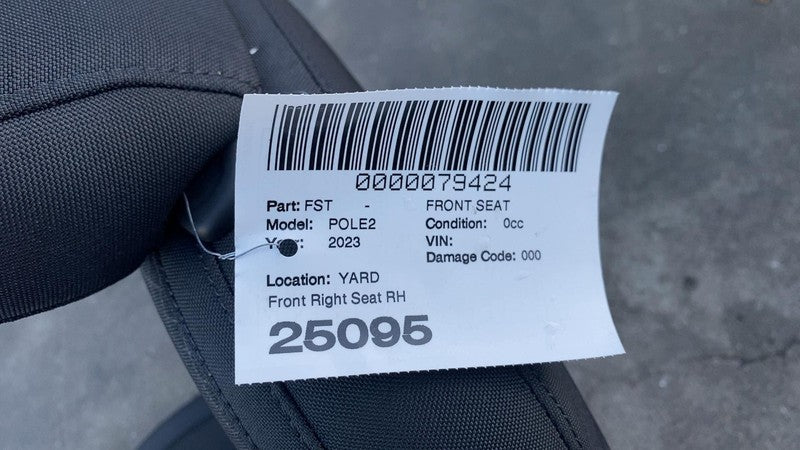 0000079424
Part: FST - FRONT SEAT
Model: POLE2 Condition: 0cc
2023 VIN:
Damage Code: 000
Location: YARD
Front Right Seat RH
25095